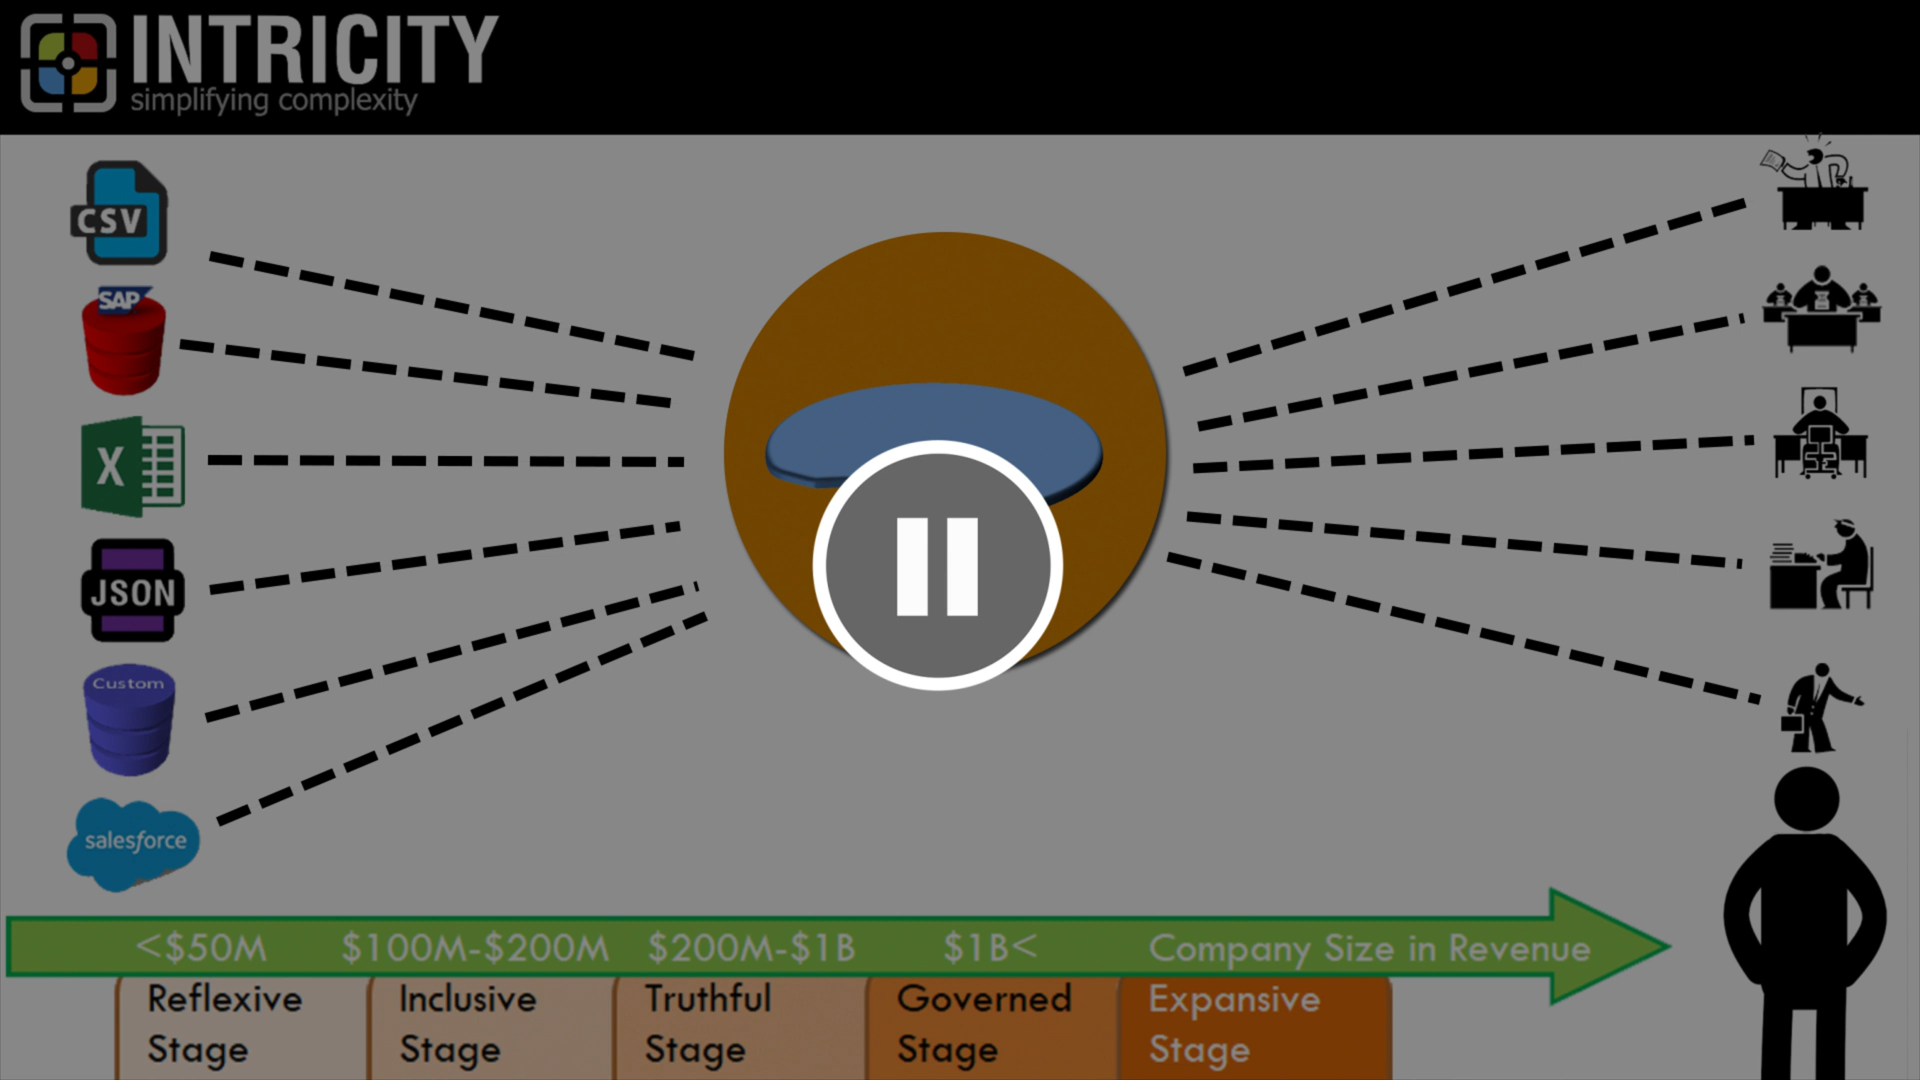 INTRICITY
simplifying complexity
CSV
SAP
X
JSON
Custom
salesforce
<$50M
$100M-$200M
$200M-$1B
$1B<
Company Size in Revenue
Reflexive
Stage
Inclusive
Stage
Truthful
Stage
Governed
Stage
Expansive
Stage